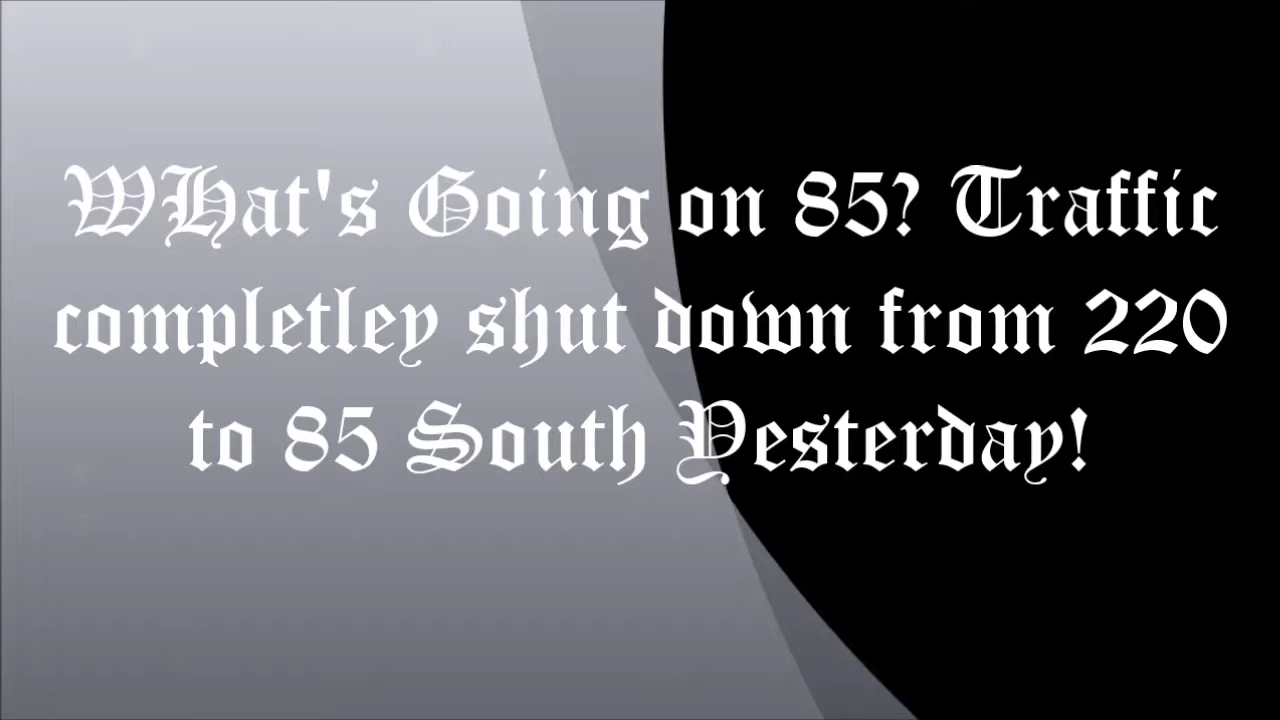 WHat's Going on 85? Traffic
completley shut down from 220
to 85 South Yesterday!